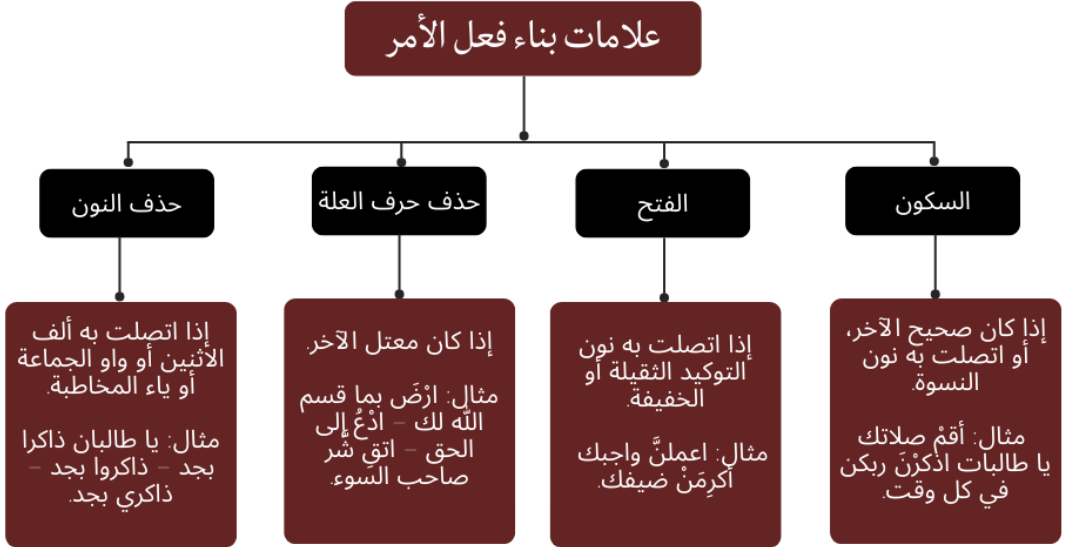 علامات بناء فعل الأمر
السكون
إذا كان صحيح الآخر،
أو اتصلت به نون
النسوة.
مثال: أقمْ صلاتك
يا طالبات اذكرْنَ ربكن
في كل وقت.
الفتح
إذا اتصلت به نون
التوكيد الثقيلة أو
الخفيفة.
مثال: اعملنَّ واجبك
أكرِمَنْ ضيفك.
حذف حرف العلة
إذا كان معتل الآخر.
مثال: ارْضَ بما قسم
الله لك – ادْعُ إلى
الحق – اتقِ شَّر
صاحب السوء.
حذف النون
إذا اتصلت به ألف
الاثنين أو واو الجماعة
أو ياء المخاطبة.
مثال: يا طالبان ذاكرا
بجد – ذاكروا بجد –
ذاكري بجد.